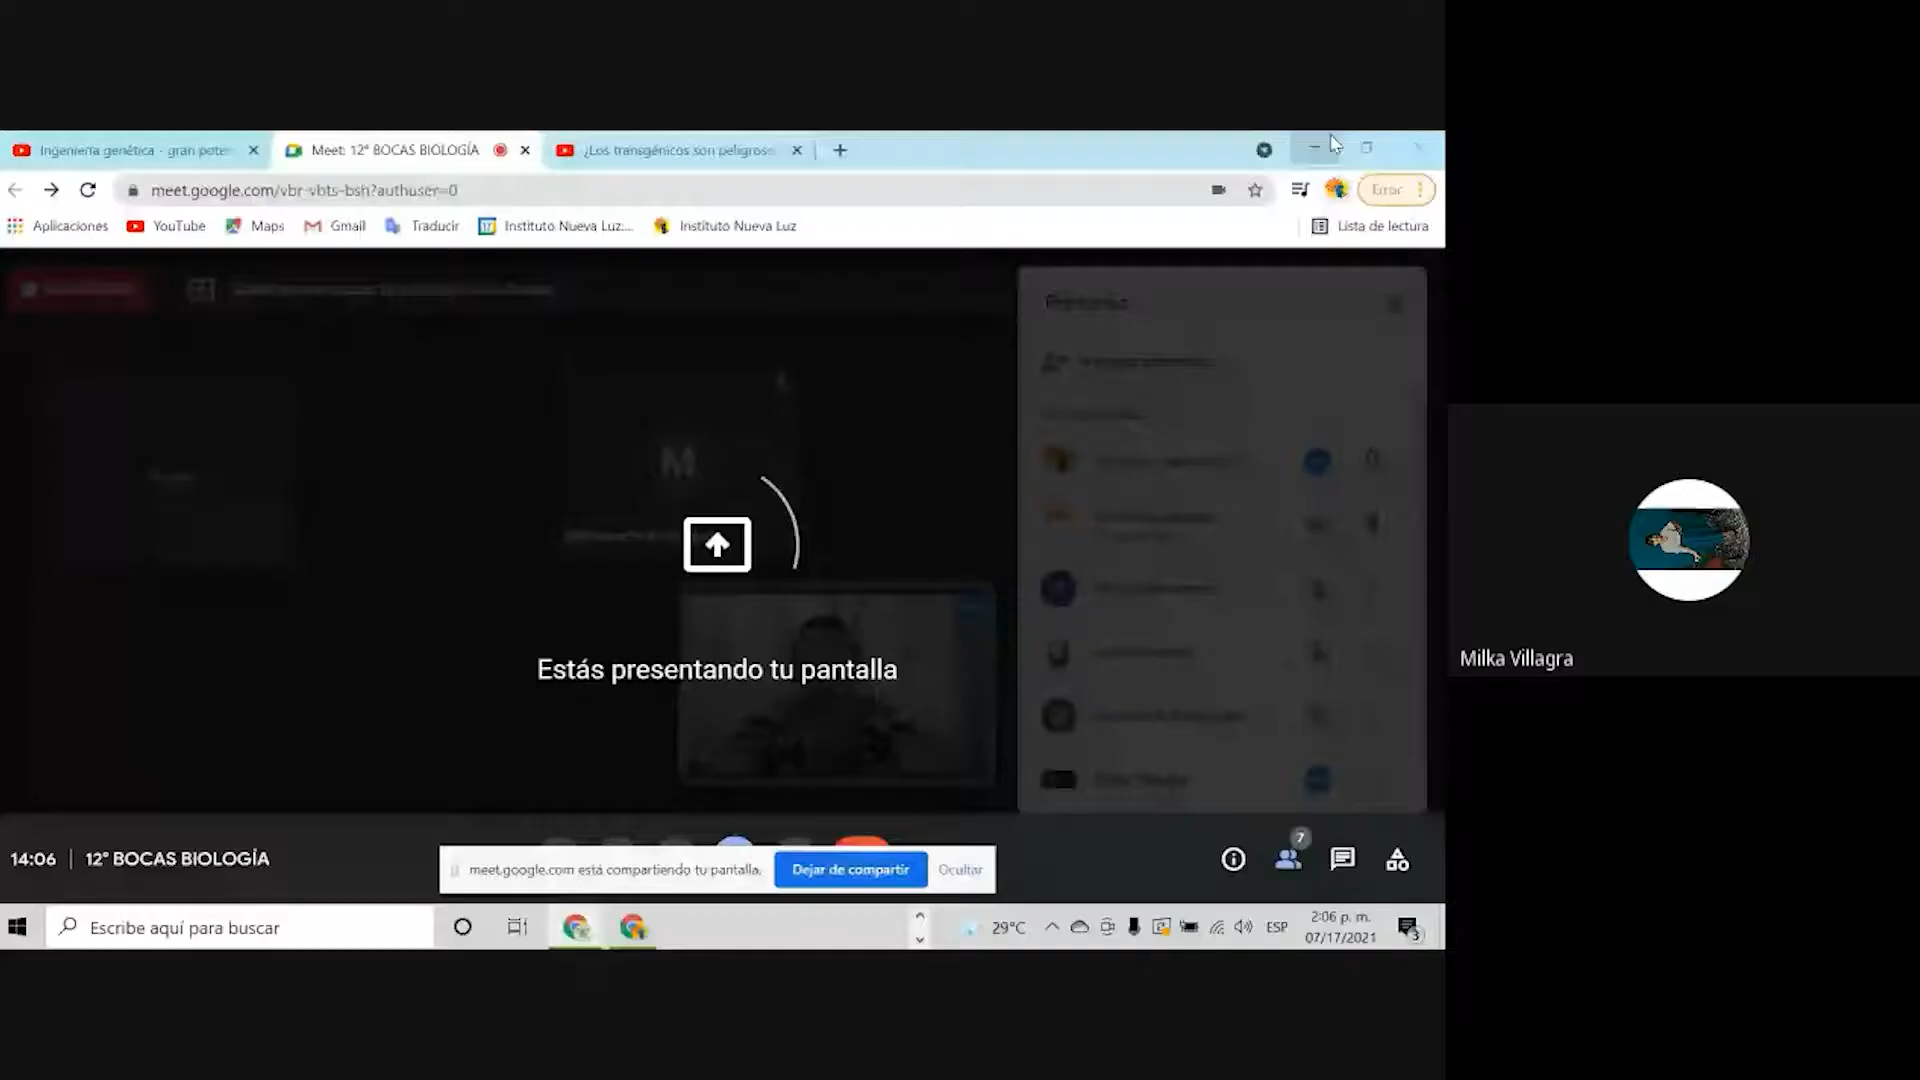 Ingeniería genética - gran poter
Meet: 12° BOCAS BIOLOGÍA
¿Los transgénicos son peligroso
meet.google.com/vbr-vbts-bsh?authuser=0
Error
Aplicaciones
YouTube
Maps
Gmail
Traducir
Instituto Nueva Luz:...
Instituto Nueva Luz
Lista de lectura
M
Estás presentando tu pantalla
Milka Villagra
14:06 | 12° BOCAS BIOLOGÍA
meet.google.com está compartiendo tu pantalla.
Dejar de compartir
Ocultar
7
Escribe aquí para buscar
29°C
ESP
2:06 p. m.
07/17/2021
3